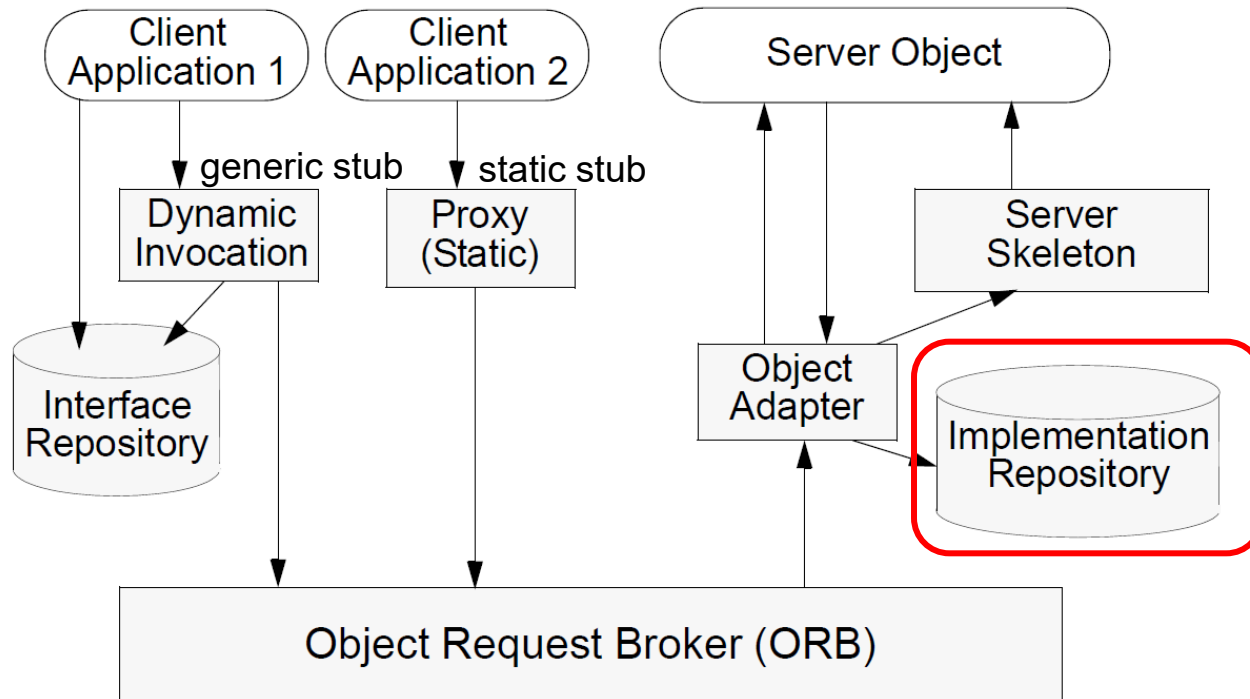 Client
Application 1
Client
Application 2
Server Object
generic stub
static stub
Dynamic
Invocation
Proxy
(Static)
Server
Skeleton
Interface
Repository
Object
Adapter
Implementation
Repository
Object Request Broker (ORB)